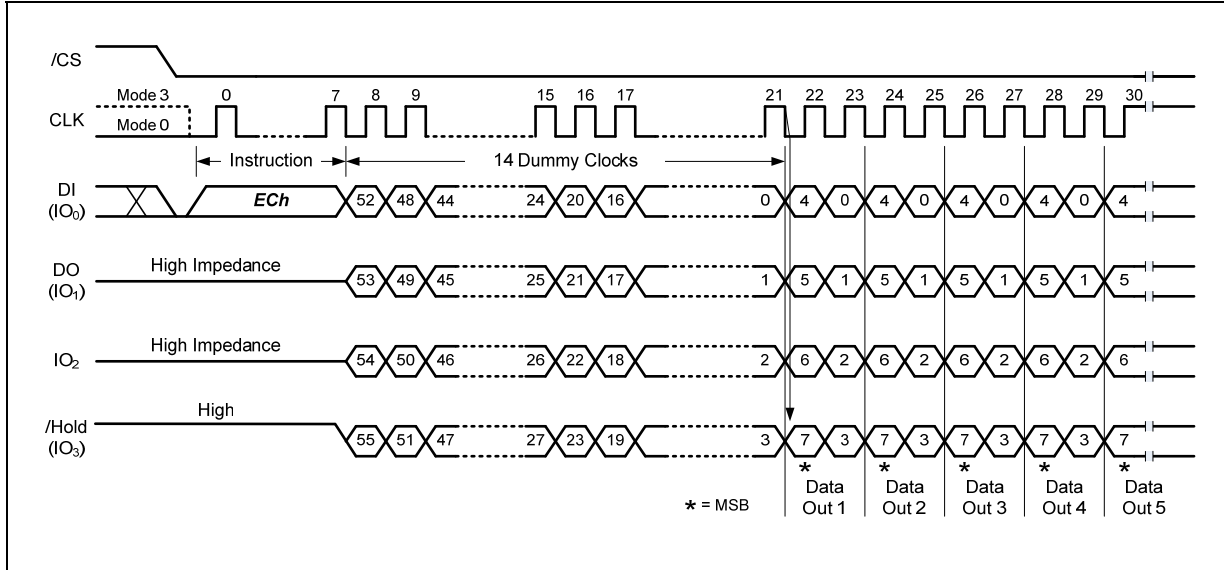 /CS
Mode 3 0 7 8 9 15 16 17 21 22 23 24 25 26 27 28 29 30
CLK
Mode 0
Instruction 14 Dummy Clocks
DI
(IO0) ECh 52 48 44 24 20 16 0 4 0 4 0 4 0 4 0 4
DO
(IO1) High Impedance 53 49 45 25 21 17 1 5 1 5 1 5 1 5 1 5
IO2 High Impedance 54 50 46 26 22 18 2 6 2 6 2 6 2 6 2 6
/Hold
(IO3) High 55 51 47 27 23 19 3 7 3 7 3 7 3 7 3 7
* * * * *
* = MSB
Data Data Data Data Data
Out 1 Out 2 Out 3 Out 4 Out 5